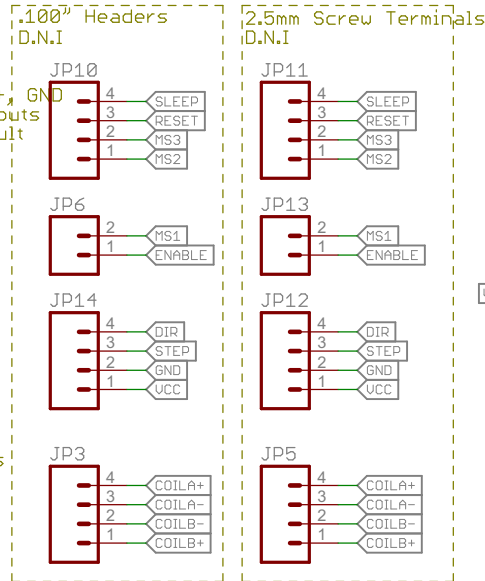 .100" Headers
D.N.I
JP10
4 SLEEP
3 RESET
2 MS3
1 MS2
JP6
2 MS1
1 ENABLE
JP14
4 DIR
3 STEP
2 GND
1 VCC
JP3
4 COILA+
3 COILA-
2 COILB-
1 COILB+
2.5mm Screw Terminals
D.N.I
JP11
4 SLEEP
3 RESET
2 MS3
1 MS2
JP13
2 MS1
1 ENABLE
JP12
4 DIR
3 STEP
2 GND
1 VCC
JP5
4 COILA+
3 COILA-
2 COILB-
1 COILB+
, GND